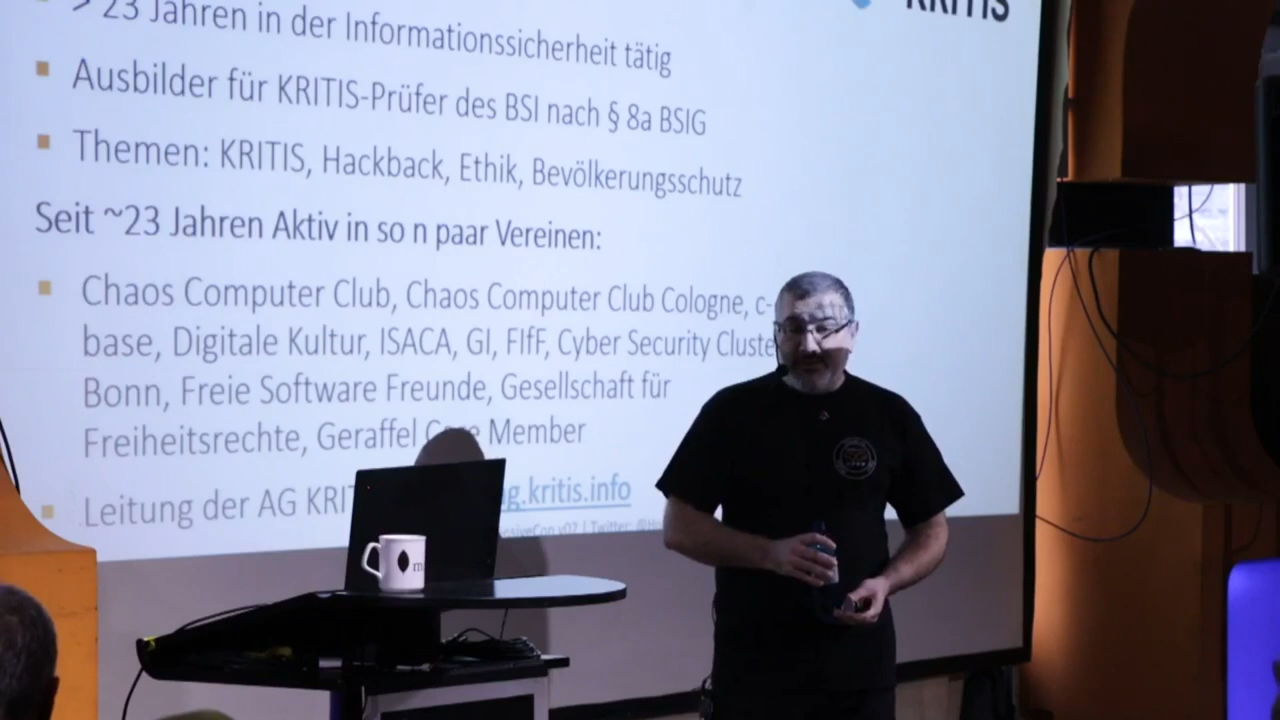 > 23 Jahren in der Informationssicherheit tätig
KRITIS
Ausbilder für KRITIS-Prüfer des BSI nach § 8a BSIG
Themen: KRITIS, Hackback, Ethik, Bevölkerungsschutz
Seit ~23 Jahren Aktiv in so n paar Vereinen:
Chaos Computer Club, Chaos Computer Club Cologne, c-
base, Digitale Kultur, ISACA, GI, FIfF, Cyber Security Cluste
Bonn, Freie Software Freunde, Gesellschaft für
Freiheitsrechte, Geraffel Member
Leitung der AG KRIT g.kritis.info
v02 | Twitter:
m